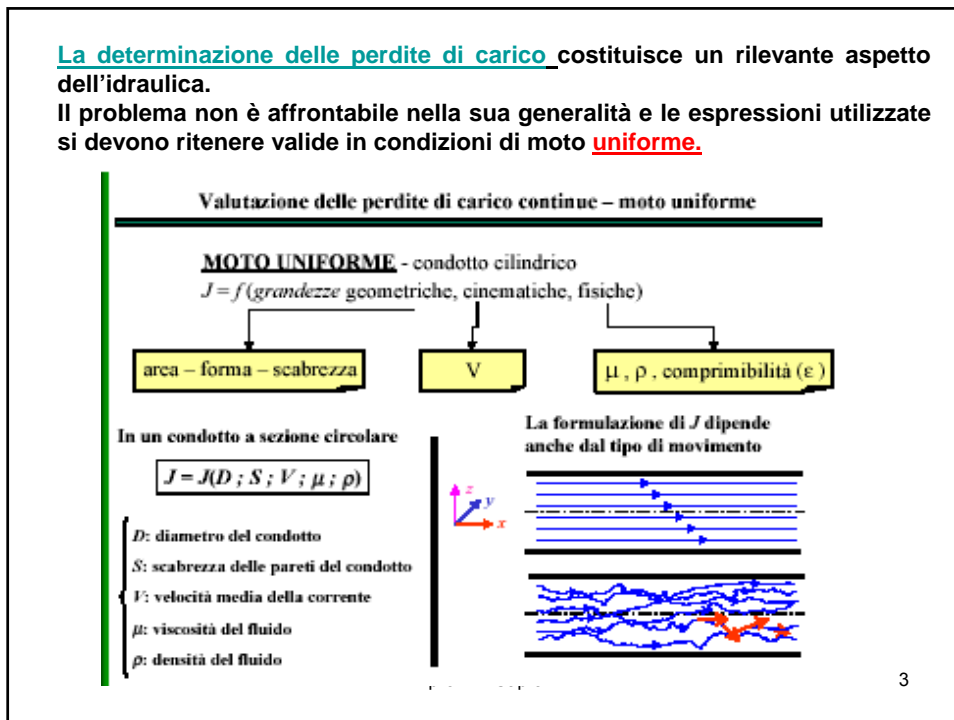 La determinazione delle perdite di carico costituisce un rilevante aspetto
dell'idraulica.
Il problema non è affrontabile nella sua generalità e le espressioni utilizzate
si devono ritenere valide in condizioni di moto uniforme.
Valutazione delle perdite di carico continue – moto uniforme
MOTO UNIFORME - condotto cilindrico
J = f (grandezze geometriche, cinematiche, fisiche)
area – forma – scabrezza
V
μ , ρ , comprimibilità (ε)
In un condotto a sezione circolare
J = J(D ; S ; V ; μ ; ρ)
D: diametro del condotto
S: scabrezza delle pareti del condotto
V: velocità media della corrente
μ: viscosità del fluido
ρ: densità del fluido
La formulazione di J dipende
anche dal tipo di movimento
z
y
x
3